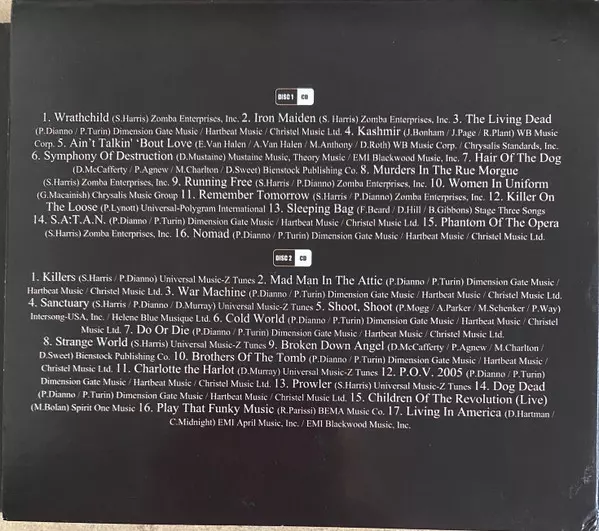 DISC 1 CD
1. Wrathchild (S.Harris) Zomba Enterprises, Inc. 2. Iron Maiden (S. Harris) Zomba Enterprises, Inc. 3. The Living Dead
(P.Dianno / P.Turin) Dimension Gate Music / Hartbeat Music / Christel Music Ltd. 4. Kashmir (J.Bonham / J.Page / R.Plant) WB Music
Corp. 5. Ain't Talkin' 'Bout Love (E.Van Halen / A.Van Halen / M.Anthony / D.Roth) WB Music Corp. / Chrysalis Standards, Inc.
6. Symphony Of Destruction (D.Mustaine) Mustaine Music, Theory Music / EMI Blackwood Music, Inc. 7. Hair Of The Dog
(D.McCafferty / P.Agnew / M.Charlton / D.Sweet) Bienstock Publishing Co. 8. Murders In The Rue Morgue
(S.Harris) Zomba Enterprises, Inc. 9. Running Free (S.Harris / P.Dianno) Zomba Enterprises, Inc. 10. Women In Uniform
(G.Macainish) Chrysalis Music Group 11. Remember Tomorrow (S.Harris / P.Dianno) Zomba Enterprises, Inc. 12. Killer On
The Loose (P.Lynott) Universal-Polygram International 13. Sleeping Bag (F.Beard / D.Hill / B.Gibbons) Stage Three Songs
14. S.A.T.A.N. (P.Dianno / P.Turin) Dimension Gate Music / Hartbeat Music / Christel Music Ltd. 15. Phantom Of The Opera
(S.Harris) Zomba Enterprises, Inc. 16. Nomad (P.Dianno / P.Turin) Dimension Gate Music / Hartbeat Music / Christel Music Ltd.
DISC 2 CD
1. Killers (S.Harris / P.Dianno) Universal Music-Z Tunes 2. Mad Man In The Attic (P.Dianno / P.Turin) Dimension Gate Music /
Hartbeat Music / Christel Music Ltd. 3. War Machine (P.Dianno / P.Turin) Dimension Gate Music / Hartbeat Music / Christel Music Ltd.
4. Sanctuary (S.Harris / P.Dianno / D.Murray) Universal Music-Z Tunes 5. Shoot, Shoot (P.Mogg / A.Parker / M.Schenker / P.Way)
Intersong-USA, Inc. / Helene Blue Musique Ltd. 6. Cold World (P.Dianno / P.Turin) Dimension Gate Music / Hartbeat Music / Christel
Music Ltd. 7. Do Or Die (P.Dianno / P.Turin) Dimension Gate Music / Hartbeat Music / Christel Music Ltd.
8. Strange World (S.Harris) Universal Music-Z Tunes 9. Broken Down Angel (D.McCafferty / P.Agnew / M.Charlton /
D.Sweet) Bienstock Publishing Co. 10. Brothers Of The Tomb (P.Dianno / P.Turin) Dimension Gate Music / Hartbeat Music /
Christel Music Ltd. 11. Charlotte the Harlot (D.Murray) Universal Music-Z Tunes 12. P.O.V. 2005 (P.Dianno / P.Turin)
Dimension Gate Music / Hartbeat Music / Christel Music Ltd. 13. Prowler (S.Harris) Universal Music-Z Tunes 14. Dog Dead
(P.Dianno / P.Turin) Dimension Gate Music / Hartbeat Music / Christel Music Ltd. 15. Children Of The Revolution (Live)
(M.Bolan) Spirit One Music 16. Play That Funky Music (R.Parissi) BEMA Music Co. 17. Living In America (D.Hartman /
C.Midnight) EMI April Music, Inc. / EMI Blackwood Music, Inc.